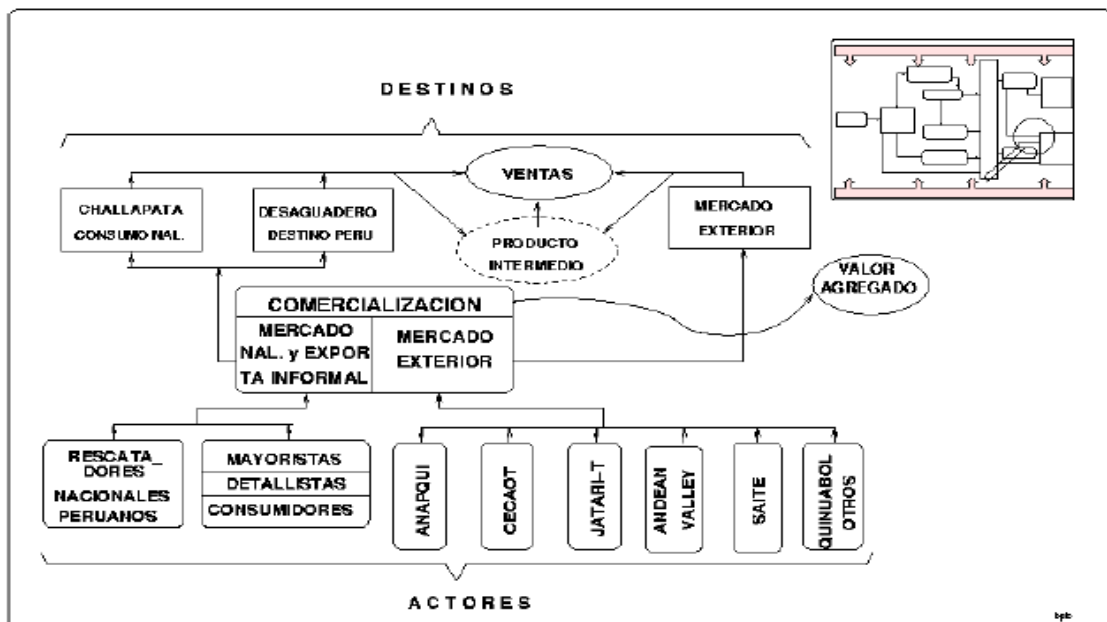 DESTINOS
VENTAS
CHALLAPATA
CONSUMO NAL.
DESAGUADERO
DESTINO PERU
PRODUCTO
INTERMEDIO
MERCADO
EXTERIOR
VALOR
AGREGADO
COMERCIALIZACION
MERCADO
NAL. y EXPOR
TA INFORMAL
MERCADO
EXTERIOR
RESCATA_
DORES
NACIONALES
PERUANOS
MAYORISTAS
DETALLISTAS
CONSUMIDORES
ANAPQUI
CECAOT
JATARI-T
ANDEAN
VALLEY
SAITE
QUINUABOL
OTROS
ACTORES